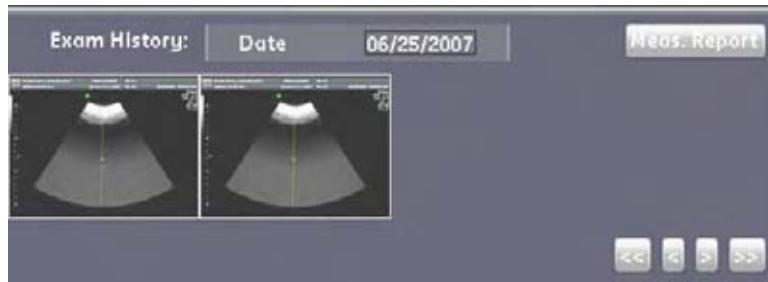 Exam History: Date 06/25/2007 Meas. Report
<< < > >>